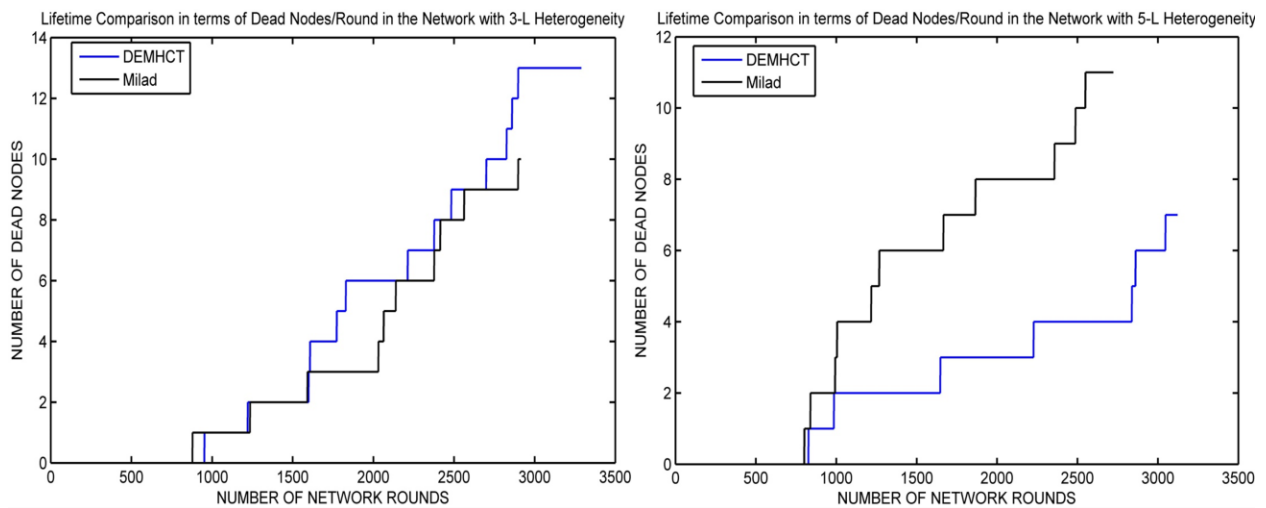 Lifetime Comparison in terms of Dead Nodes/Round in the Network with 3-L Heterogeneity
14
12
10
8
6
4
2
0
NUMBER OF DEAD NODES
DEMHCT
Milad
0 500 1000 1500 2000 2500 3000 3500
NUMBER OF NETWORK ROUNDS
Lifetime Comparison in terms of Dead Nodes/Round in the Network with 5-L Heterogeneity
12
10
8
6
4
2
0
NUMBER OF DEAD NODES
DEMHCT
Milad
0 500 1000 1500 2000 2500 3000 3500
NUMBER OF NETWORK ROUNDS